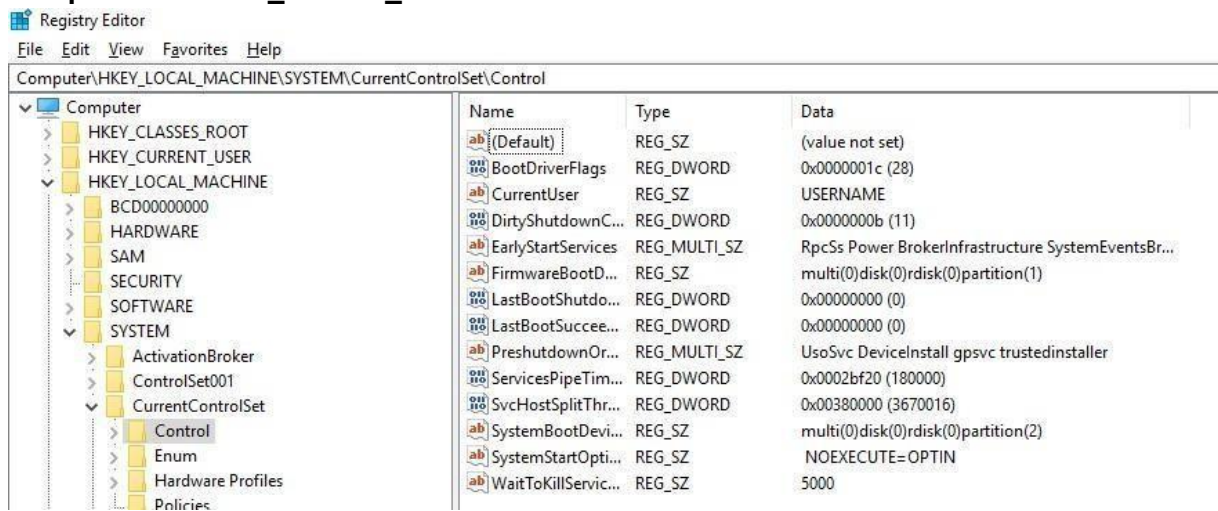 Registry Editor
File Edit View Favorites Help
Computer\HKEY_LOCAL_MACHINE\SYSTEM\CurrentControlSet\Control
Computer
HKEY_CLASSES_ROOT
HKEY_CURRENT_USER
HKEY_LOCAL_MACHINE
BCD00000000
HARDWARE
SAM
SECURITY
SOFTWARE
SYSTEM
ActivationBroker
ControlSet001
CurrentControlSet
Control
Enum
Hardware Profiles
Policies
Name Type Data
(Default) REG_SZ (value not set)
BootDriverFlags REG_DWORD 0x0000001c (28)
CurrentUser REG_SZ USERNAME
DirtyShutdownC... REG_DWORD 0x0000000b (11)
EarlyStartServices REG_MULTI_SZ RpcSs Power BrokerInfrastructure SystemEventsBr...
FirmwareBootD... REG_SZ multi(0)disk(0)rdisk(0)partition(1)
LastBootShutdo... REG_DWORD 0x00000000 (0)
LastBootSuccee... REG_DWORD 0x00000000 (0)
PreshutdownOr... REG_MULTI_SZ UsoSvc DeviceInstall gpsvc trustedinstaller
ServicesPipeTim... REG_DWORD 0x0002bf20 (180000)
SvcHostSplitThr... REG_DWORD 0x00380000 (3670016)
SystemBootDevi... REG_SZ multi(0)disk(0)rdisk(0)partition(2)
SystemStartOpti... REG_SZ NOEXECUTE=OPTIN
WaitToKillServic... REG_SZ 5000